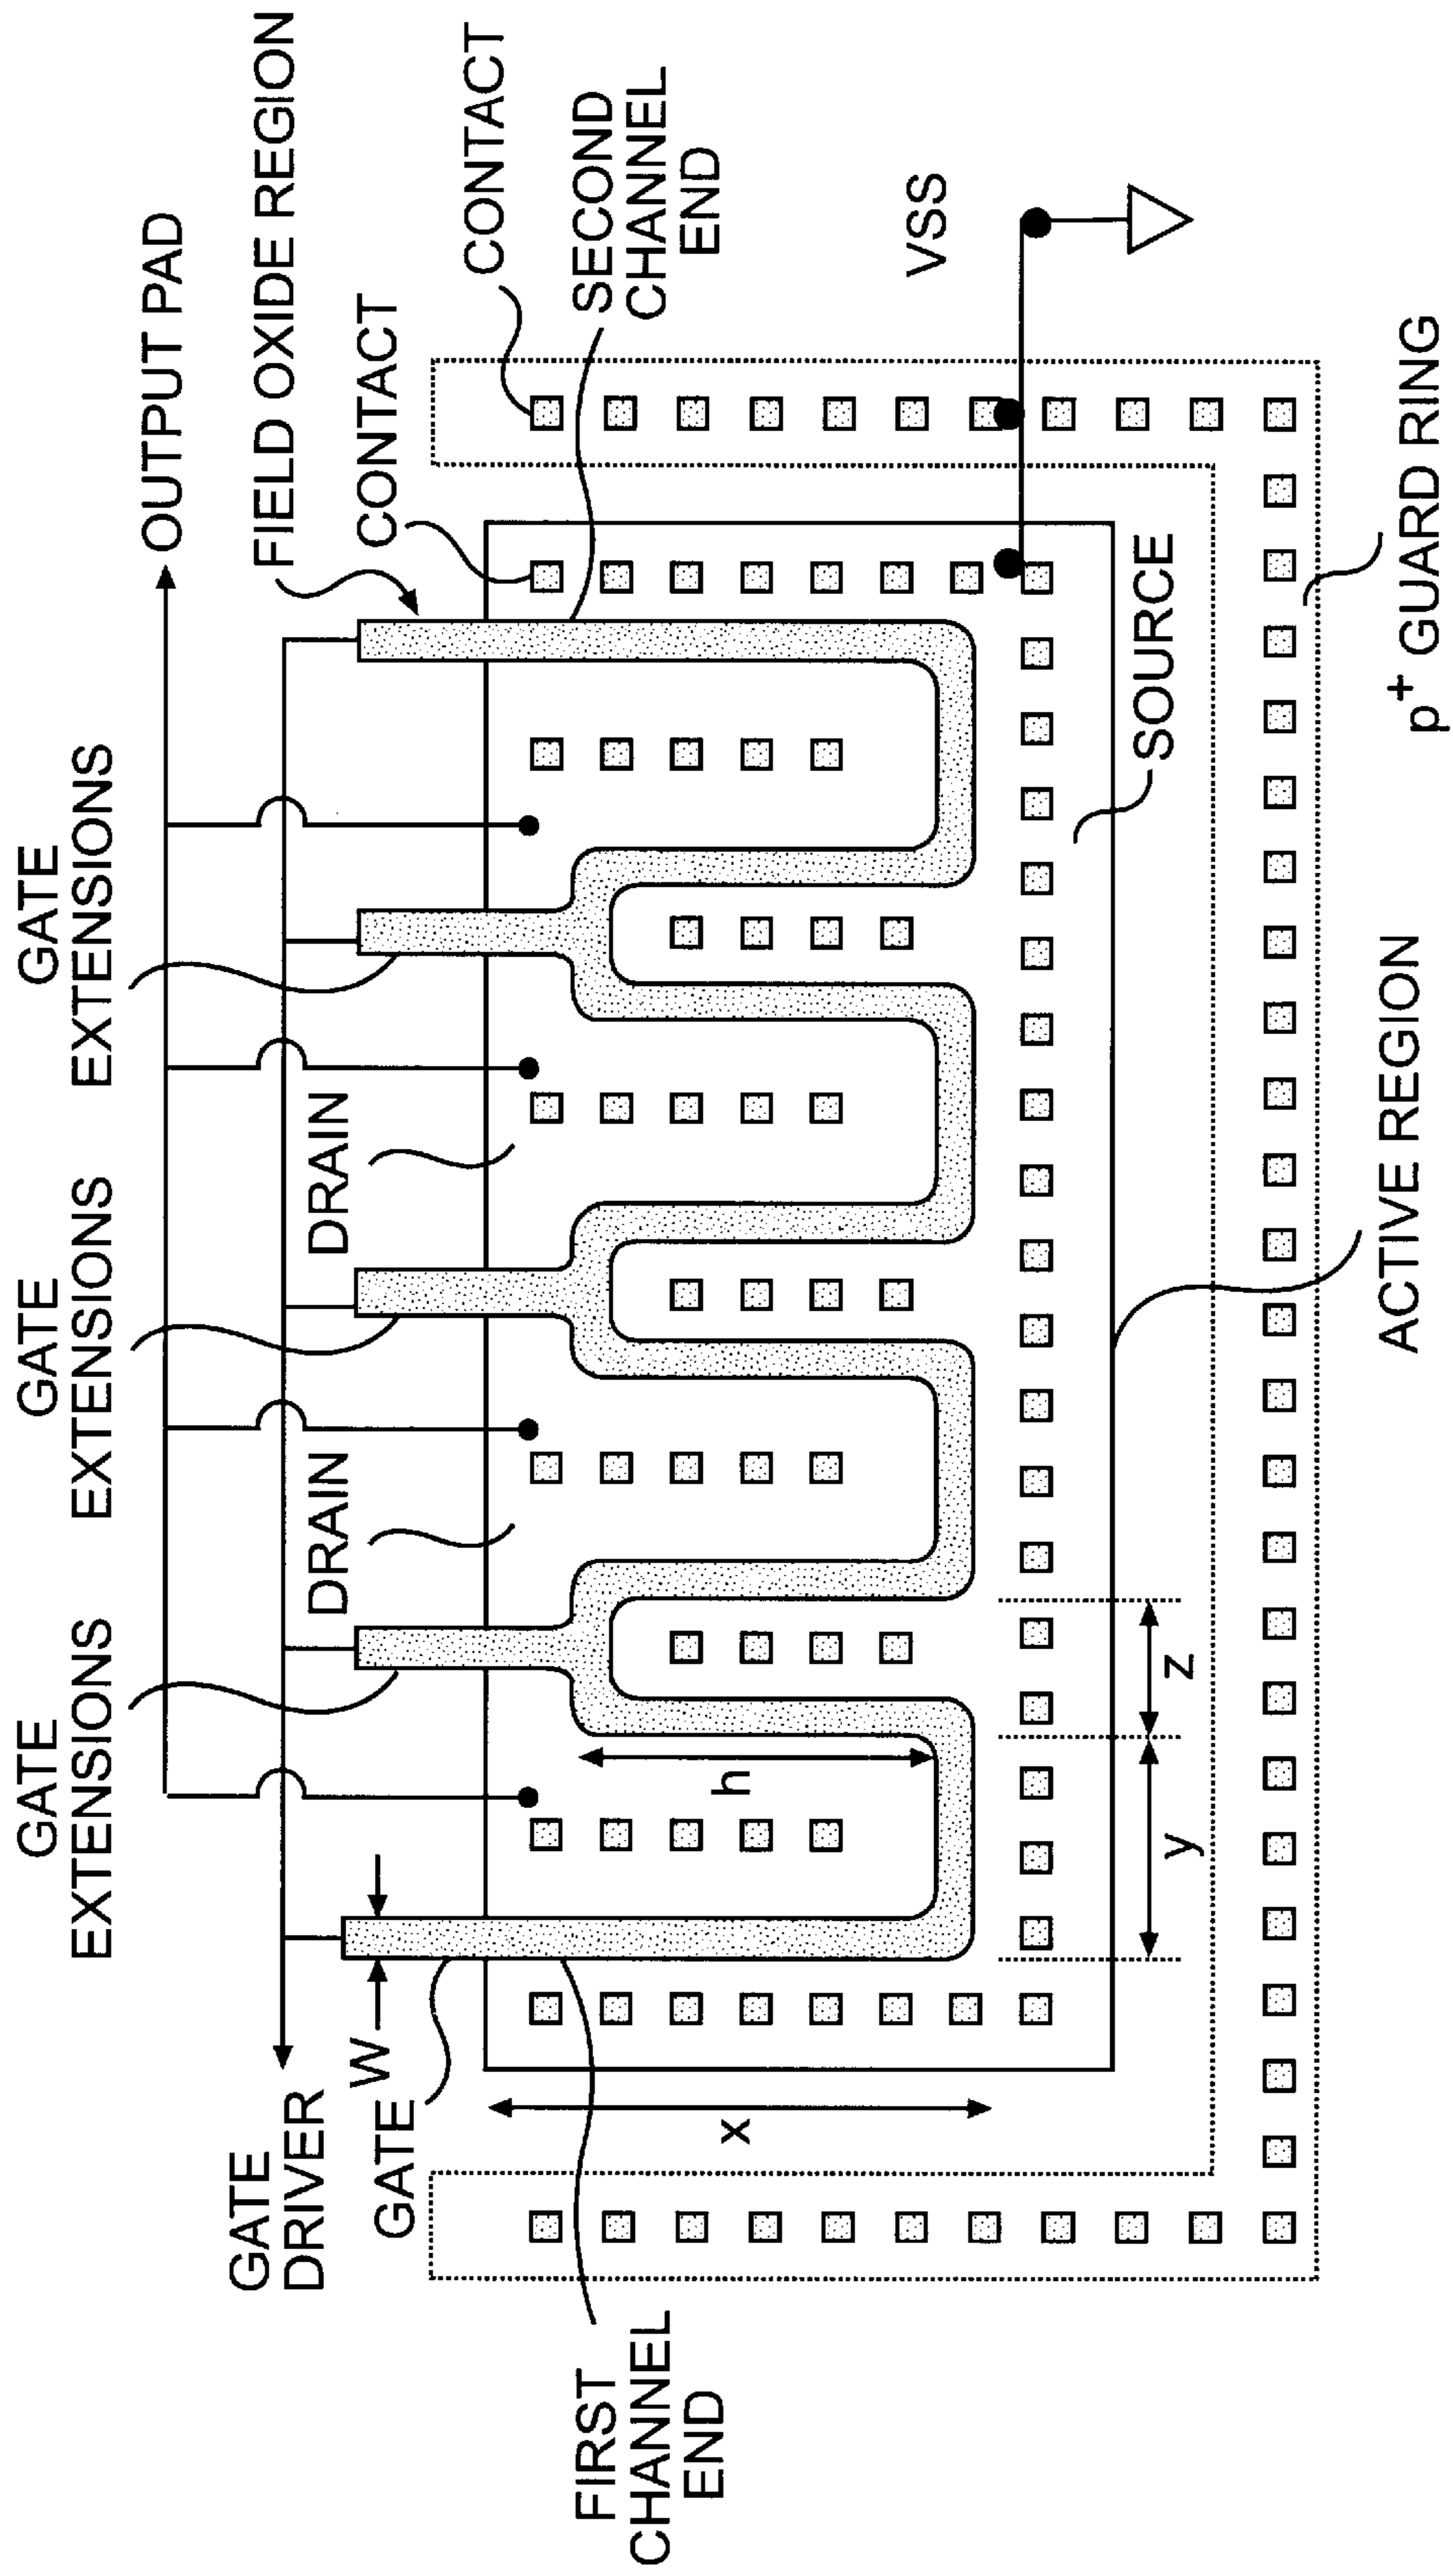 GATE
EXTENSIONS
GATE
EXTENSIONS
GATE
EXTENSIONS
OUTPUT PAD
GATE
DRIVER
FIELD OXIDE REGION
W
GATE
DRAIN
DRAIN
CONTACT
CONTACT
FIRST
CHANNEL
END
SECOND
CHANNEL
END
x
h
y
z
VSS
SOURCE
ACTIVE REGION
p+ GUARD RING